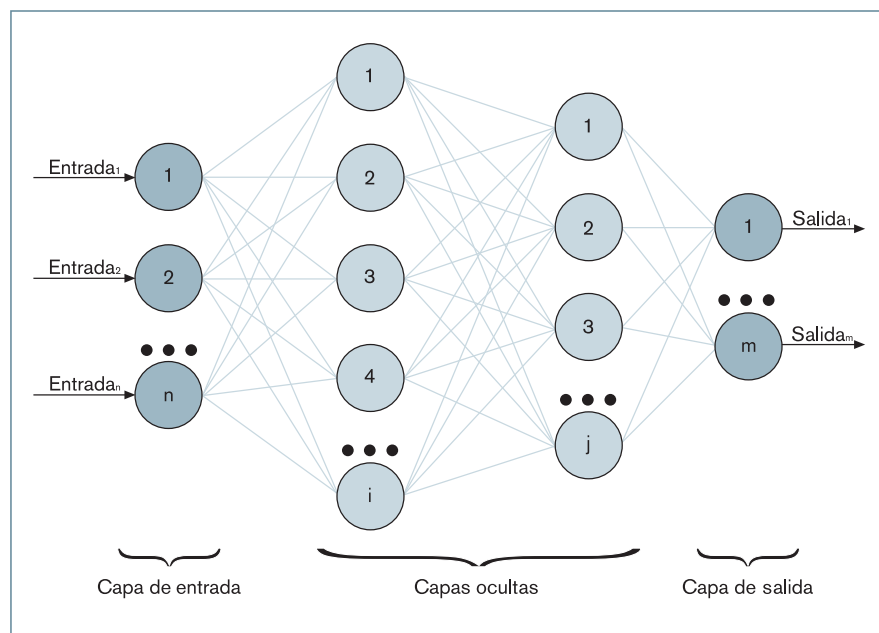 Entrada₁
Entrada₂
Entradaₙ
1
2
n
1
2
3
4
i
1
2
3
j
1
m
Salida₁
Salidaₘ
Capa de entrada
Capas ocultas
Capa de salida